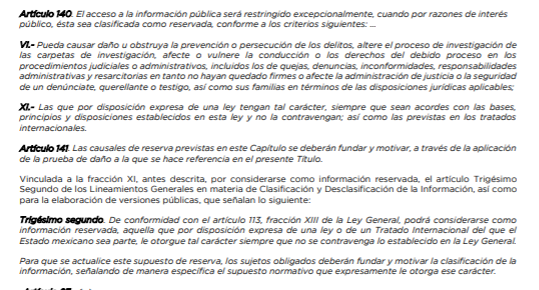 Artículo 140. El acceso a la información pública será restringido excepcionalmente, cuando por razones de interés
público, ésta sea clasificada como reservada, conforme a los criterios siguientes: ...
VI.- Pueda causar daño u obstruya la prevención o persecución de los delitos, altere el proceso de investigación de
las carpetas de investigación, afecte o vulnere la conducción o los derechos del debido proceso en los
procedimientos judiciales o administrativos, incluidos los de quejas, denuncias, inconformidades, responsabilidades
administrativas y resarcitorias en tanto no hayan quedado firmes o afecte la administración de justicia o la seguridad
de un denunciante, querellante o testigo, así como sus familias en términos de las disposiciones jurídicas aplicables;
XI.- Las que por disposición expresa de una ley tengan tal carácter, siempre que sean acordes con las bases,
principios y disposiciones establecidos en esta ley y no la contravengan; así como las previstas en los tratados
internacionales.
Artículo 141. Las causales de reserva previstas en este Capítulo se deberán fundar y motivar, a través de la aplicación
de la prueba de daño a la que se hace referencia en el presente Título.
Vinculada a la fracción XI, antes descrita, por considerarse como información reservada, el artículo Trigésimo
Segundo de los Lineamientos Generales en materia de Clasificación y Desclasificación de la Información, así como
para la elaboración de versiones públicas, que señalan lo siguiente:
Trigésimo segundo. De conformidad con el artículo 113, fracción XIII de la Ley General, podrá considerarse como
información reservada, aquella que por disposición expresa de una ley o de un Tratado Internacional del que el
Estado mexicano sea parte, le otorgue tal carácter siempre que no se contravenga lo establecido en la Ley General.
Para que se actualice este supuesto de reserva, los sujetos obligados deberán fundar y motivar la clasificación de la
información, señalando de manera específica el supuesto normativo que expresamente le otorga ese carácter.